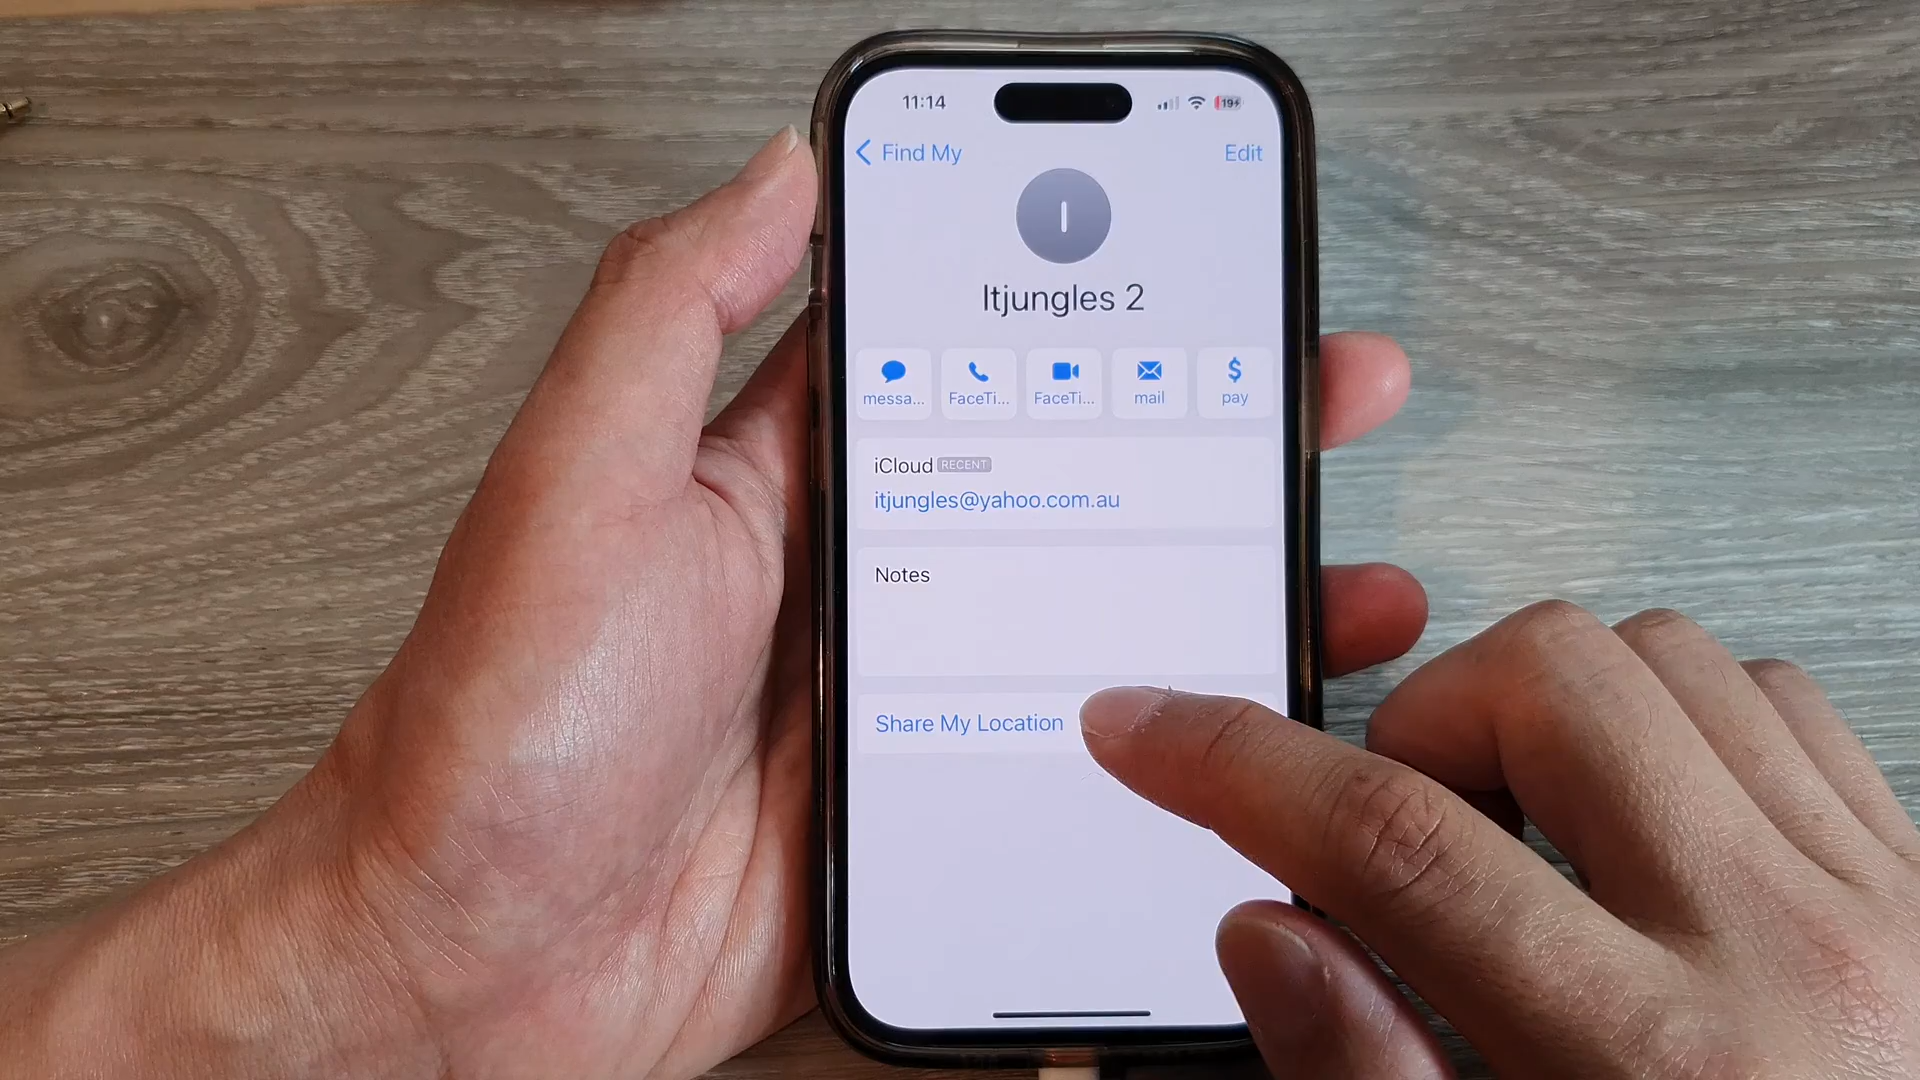 11:14
19
Find My
Edit
I
Itjungles 2
messa...
FaceTi...
FaceTi...
mail
pay
iCloud RECENT
itjungles@yahoo.com.au
Notes
Share My Location